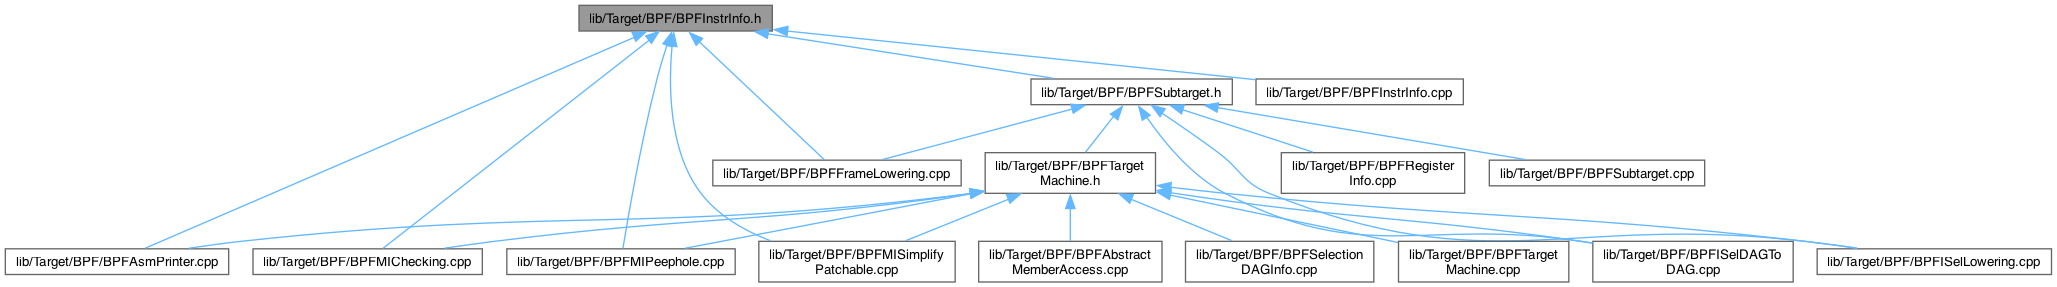 lib/Target/BPF/BPFInstrInfo.h
lib/Target/BPF/BPFSubtarget.h
lib/Target/BPF/BPFInstrInfo.cpp
lib/Target/BPF/BPFFrameLowering.cpp
lib/Target/BPF/BPFTarget
Machine.h
lib/Target/BPF/BPFRegister
Info.cpp
lib/Target/BPF/BPFSubtarget.cpp
lib/Target/BPF/BPFAsmPrinter.cpp
lib/Target/BPF/BPFMIChecking.cpp
lib/Target/BPF/BPFMIPeephole.cpp
lib/Target/BPF/BPFMISimplify
Patchable.cpp
lib/Target/BPF/BPFAbstract
MemberAccess.cpp
lib/Target/BPF/BPFSelection
DAGInfo.cpp
lib/Target/BPF/BPFTarget
Machine.cpp
lib/Target/BPF/BPFISelDAGTo
DAG.cpp
lib/Target/BPF/BPFISelLowering.cpp